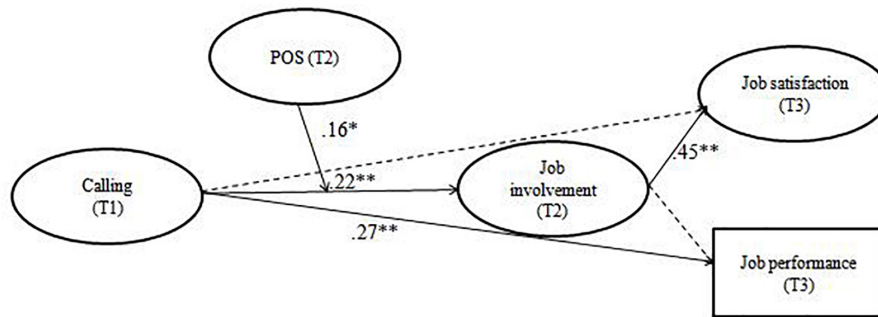 POS (T2)
Job satisfaction
(T3)
.16*
.45**
Calling
(T1)
.22**
Job
involvement
(T2)
.27**
Job performance
(T3)